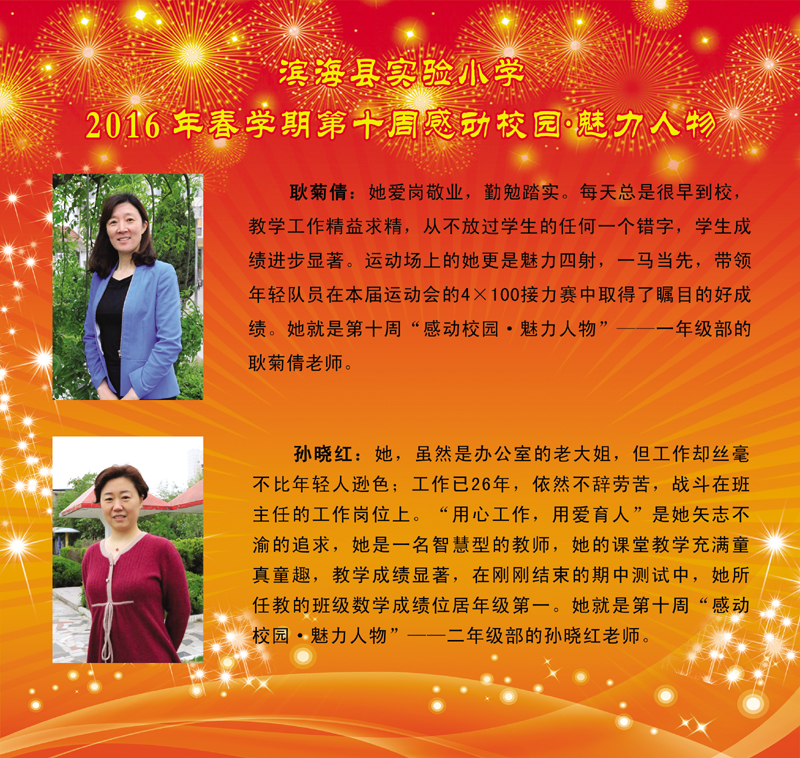 滨海县实验小学
2016年春学期第十周感动校园·魅力人物
耿菊倩：她爱岗敬业，勤勉踏实。每天总是很早到校，
教学工作精益求精，从不放过学生的任何一个错字，学生成
绩进步显著。运动场上的她更是魅力四射，一马当先，带领
年轻队员在本届运动会的4×100接力赛中取得了瞩目的好成
绩。她就是第十周“感动校园·魅力人物”——一年级部的
耿菊倩老师。
孙晓红：她，虽然是办公室的老大姐，但工作却丝毫
不比年轻人逊色；工作已26年，依然不辞劳苦，战斗在班
主任的工作岗位上。“用心工作，用爱育人”是她矢志不
渝的追求，她是一名智慧型的教师，她的课堂教学充满童
真童趣，教学成绩显著，在刚刚结束的期中测试中，她所
任教的班级数学成绩位居年级第一。她就是第十周“感动
校园·魅力人物”——二年级部的孙晓红老师。